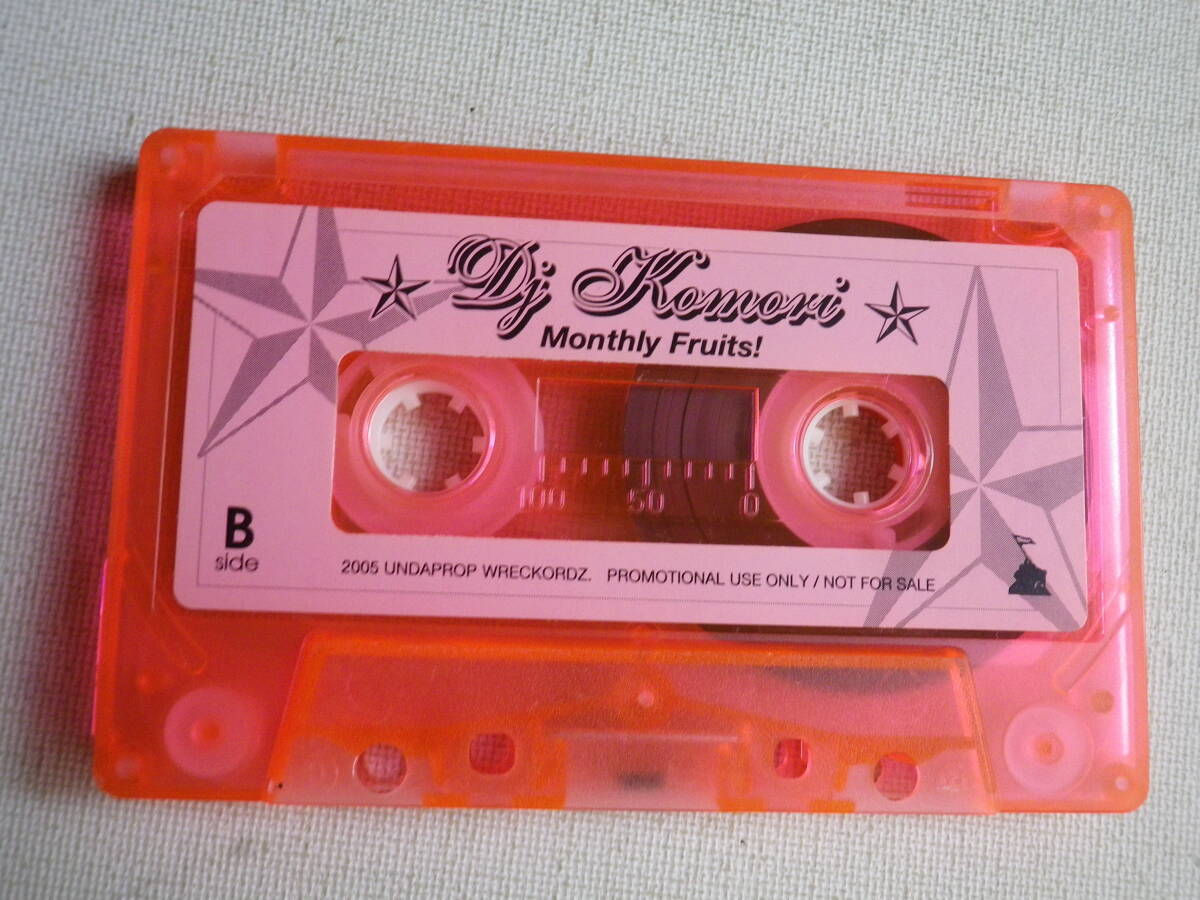 Dj Komori
Monthly Fruits!
100 50 0
B
side
2005 UNDAPROP WRECKORDZ. PROMOTIONAL USE ONLY / NOT FOR SALE